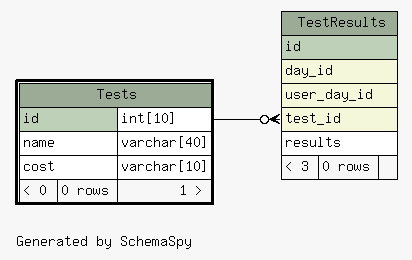 TestResults
id
day_id
user_day_id
test_id
results
< 3 0 rows
Tests
id int[10]
name varchar[40]
cost varchar[10]
< 0 0 rows 1 >
Generated by SchemaSpy